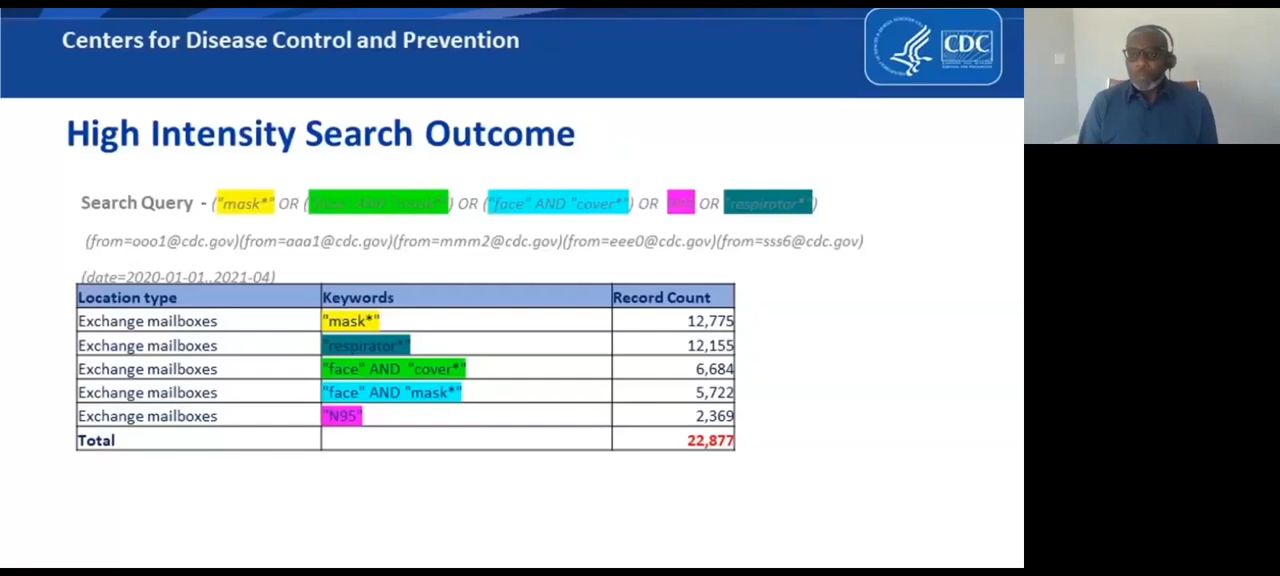 Centers for Disease Control and Prevention
CDC
High Intensity Search Outcome
Search Query - ("mask*" OR ( ) OR ("face" AND "cover*") OR OR "respirator*")
(from=ooo1@cdc.gov)(from=aaa1@cdc.gov)(from=mmm2@cdc.gov)(from=eee0@cdc.gov)(from=sss6@cdc.gov)
(date=2020-01-01..2021-04)
Location type Keywords Record Count
Exchange mailboxes "mask*" 12,775
Exchange mailboxes "respirator*" 12,155
Exchange mailboxes "face" AND "cover*" 6,684
Exchange mailboxes "face" AND "mask*" 5,722
Exchange mailboxes "N95" 2,369
Total 22,877